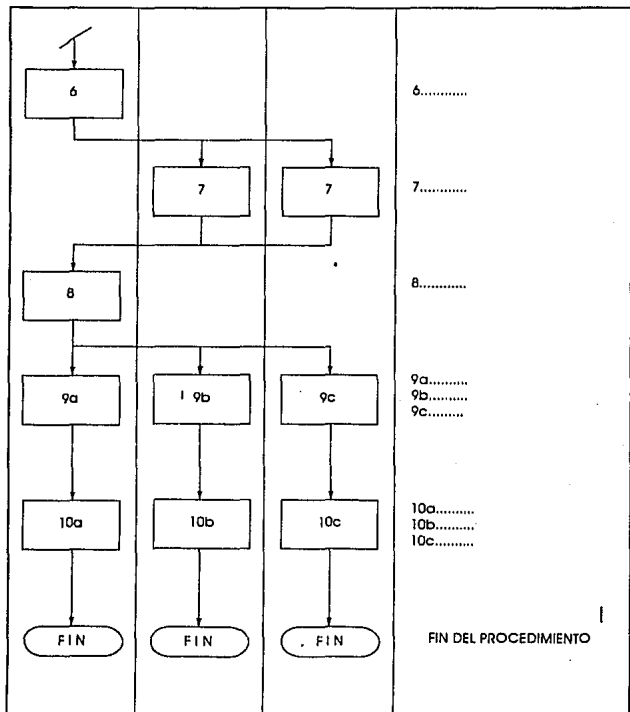 6
6............
7
7
7............
8
8............
9a
9b
9c
9a..........
9b..........
9c.........
10a
10b
10c
10a..........
10b..........
10c..........
FIN
FIN
FIN
FIN DEL PROCEDIMIENTO